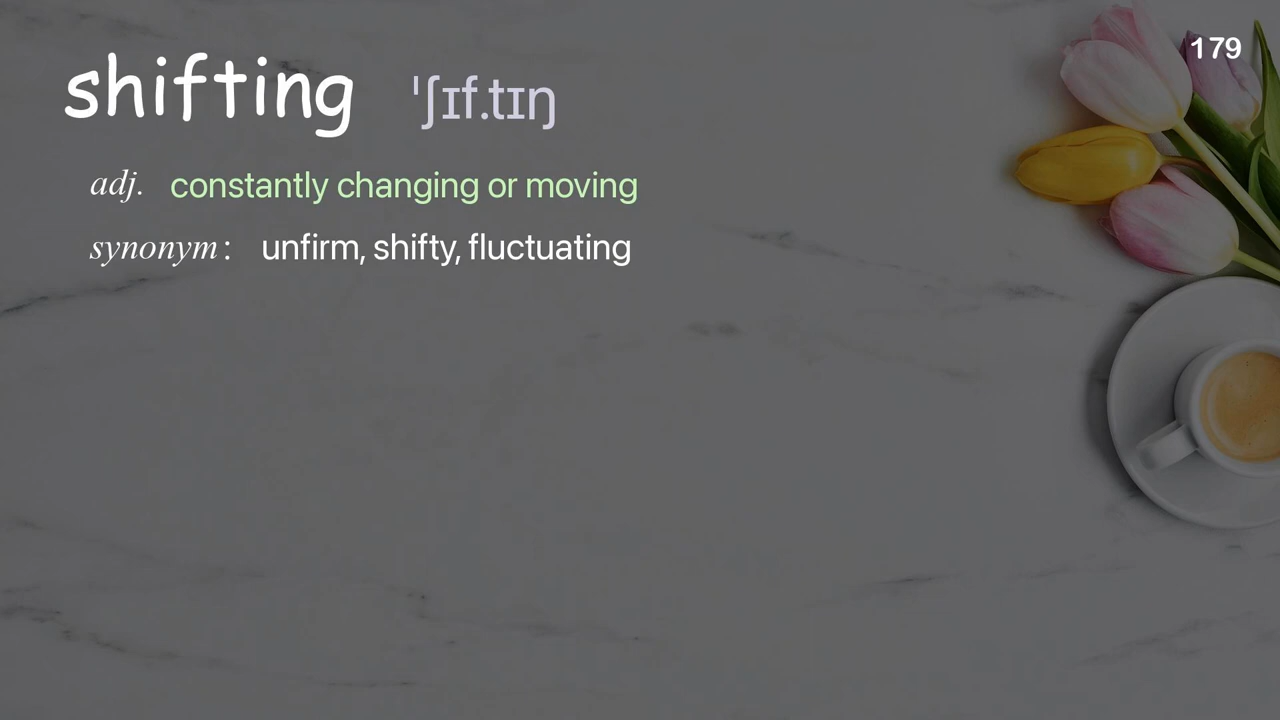 179
shifting ˈʃɪf.tɪŋ
adj. constantly changing or moving
synonym: unfirm, shifty, fluctuating